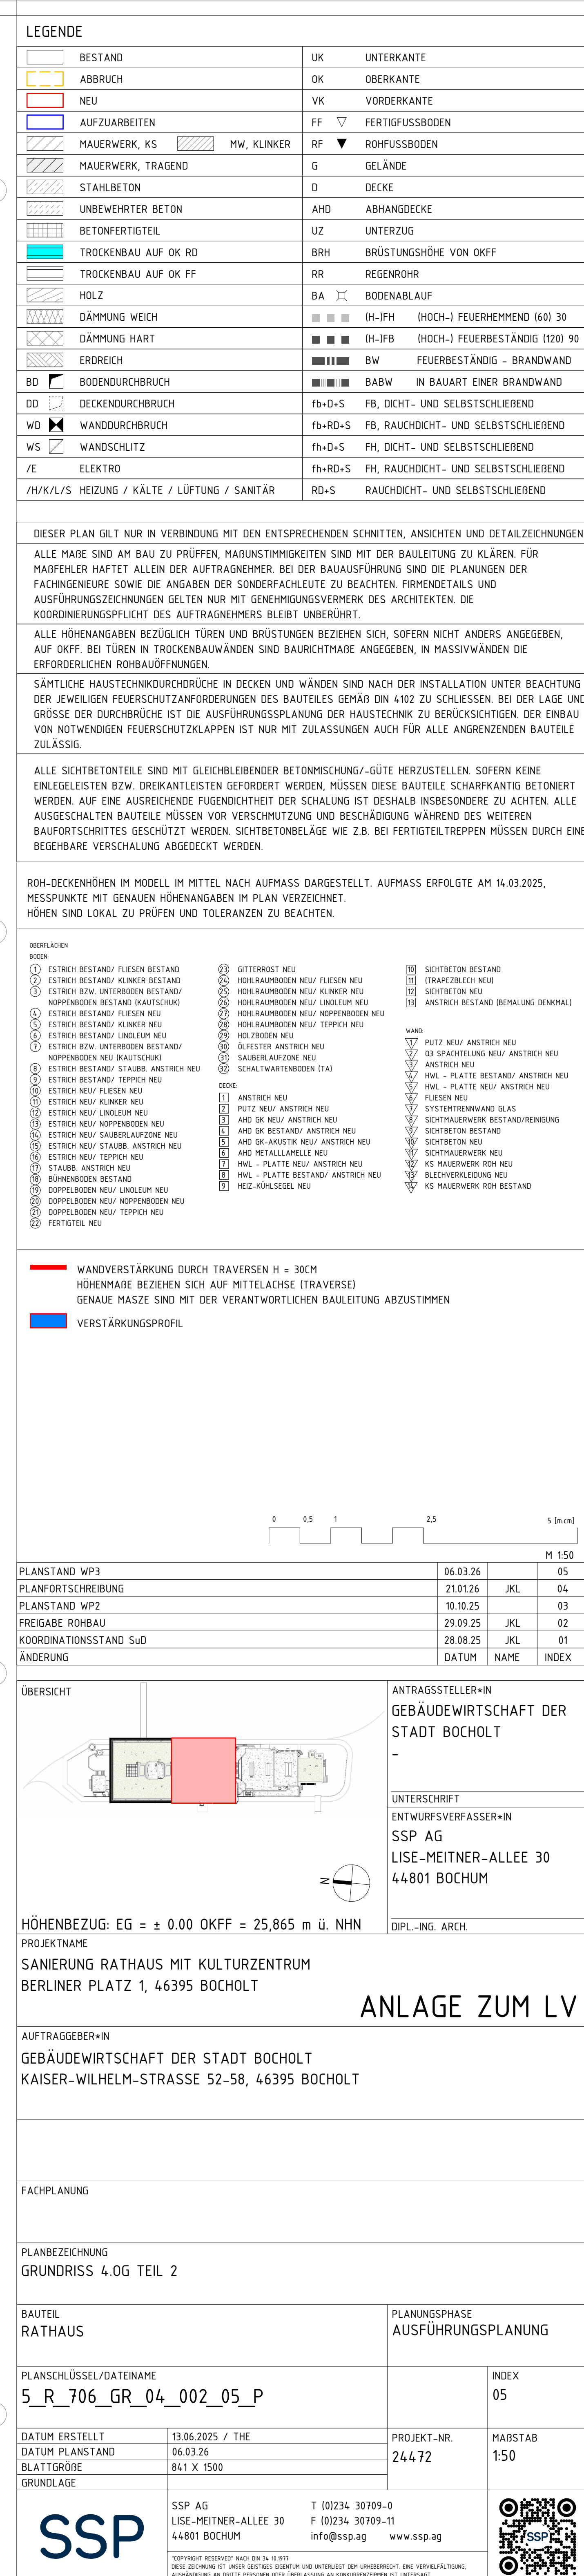 LEGENDE
BESTAND
UK UNTERKANTE
ABBRUCH
OK OBERKANTE
NEU
VK VORDERKANTE
AUFZUARBEITEN
FF FERTIGFUSSBODEN
MAUERWERK, KS MW, KLINKER
RF ROHFUSSBODEN
MAUERWERK, TRAGEND
G GELÄNDE
STAHLBETON
D DECKE
UNBEWEHRTER BETON
AHD ABHANGDECKE
BETONFERTIGTEIL
UZ UNTERZUG
TROCKENBAU AUF OK RD
BRH BRÜSTUNGSHÖHE VON OKFF
TROCKENBAU AUF OK FF
RR REGENROHR
HOLZ
BA BODENABLAUF
DÄMMUNG WEICH
(H-)FH (HOCH-) FEUERHEMMEND (60) 30
DÄMMUNG HART
(H-)FB (HOCH-) FEUERBESTÄNDIG (120) 90
ERDREICH
BW FEUERBESTÄNDIG - BRANDWAND
BD BODENDURCHBRUCH
BABW IN BAUART EINER BRANDWAND
DD DECKENDURCHBRUCH
fb+D+S FB, DICHT- UND SELBSTSCHLIEßEND
WD WANDDURCHBRUCH
fb+RD+S FB, RAUCHDICHT- UND SELBSTSCHLIEßEND
WS WANDSCHLITZ
fh+D+S FH, DICHT- UND SELBSTSCHLIEßEND
/E ELEKTRO
fh+RD+S FH, RAUCHDICHT- UND SELBSTSCHLIEßEND
/H/K/L/S HEIZUNG / KÄLTE / LÜFTUNG / SANITÄR
RD+S RAUCHDICHT- UND SELBSTSCHLIEßEND
DIESER PLAN GILT NUR IN VERBINDUNG MIT DEN ENTSPRECHENDEN SCHNITTEN, ANSICHTEN UND DETAILZEICHNUNGEN
ALLE MAßE SIND AM BAU ZU PRÜFFEN, MAßUNSTIMMIGKEITEN SIND MIT DER BAULEITUNG ZU KLÄREN. FÜR
MAßFEHLER HAFTET ALLEIN DER AUFTRAGNEHMER. BEI DER BAUAUSFÜHRUNG SIND DIE PLANUNGEN DER
FACHINGENIEURE SOWIE DIE ANGABEN DER SONDERFACHLEUTE ZU BEACHTEN. FIRMENDETAILS UND
AUSFÜHRUNGSZEICHNUNGEN GELTEN NUR MIT GENEHMIGUNGSVERMERK DES ARCHITEKTEN. DIE
KOORDINIERUNGSPFLICHT DES AUFTRAGNEHMERS BLEIBT UNBERÜHRT.
ALLE HÖHENANGABEN BEZÜGLICH TÜREN UND BRÜSTUNGEN BEZIEHEN SICH, SOFERN NICHT ANDERS ANGEGEBEN,
AUF OKFF. BEI TÜREN IN TROCKENBAUWÄNDEN SIND BAURICHTMAßE ANGEGEBEN, IN MASSIVWÄNDEN DIE
ERFORDERLICHEN ROHBAUÖFFNUNGEN.
SÄMTLICHE HAUSTECHNIKDURCHDRÜCHE IN DECKEN UND WÄNDEN SIND NACH DER INSTALLATION UNTER BEACHTUNG
DER JEWEILIGEN FEUERSCHUTZANFORDERUNGEN DES BAUTEILES GEMÄß DIN 4102 ZU SCHLIESSEN. BEI DER LAGE UND
GRÖSSE DER DURCHBRÜCHE IST DIE AUSFÜHRUNGSSPLANUNG DER HAUSTECHNIK ZU BERÜCKSICHTIGEN. DER EINBAU
VON NOTWENDIGEN FEUERSCHUTZKLAPPEN IST NUR MIT ZULASSUNGEN AUCH FÜR ALLE ANGRENZENDEN BAUTEILE
ZULÄSSIG.
ALLE SICHTBETONTEILE SIND MIT GLEICHBLEIBENDER BETONMISCHUNG/-GÜTE HERZUSTELLEN. SOFERN KEINE
EINLEGELEISTEN BZW. DREIKANTLEISTEN GEFORDERT WERDEN, MÜSSEN DIESE BAUTEILE SCHARFKANTIG BETONIERT
WERDEN. AUF EINE AUSREICHENDE FUGENDICHTHEIT DER SCHALUNG IST DESHALB INSBESONDERE ZU ACHTEN. ALLE
AUSGESCHALTEN BAUTEILE MÜSSEN VOR VERSCHMUTZUNG UND BESCHÄDIGUNG WÄHREND DES WEITEREN
BAUFORTSCHRITTES GESCHÜTZT WERDEN. SICHTBETONBELÄGE WIE Z.B. BEI FERTIGTEILTREPPEN MÜSSEN DURCH EINE
BEGEHBARE VERSCHALUNG ABGEDECKT WERDEN.
ROH-DECKENHÖHEN IM MODELL IM MITTEL NACH AUFMASS DARGESTELLT. AUFMASS ERFOLGTE AM 14.03.2025,
MESSPUNKTE MIT GENAUEN HÖHENANGABEN IM PLAN VERZEICHNET.
HÖHEN SIND LOKAL ZU PRÜFEN UND TOLERANZEN ZU BEACHTEN.
OBERFLÄCHEN
BODEN:
1 ESTRICH BESTAND/ FLIESEN BESTAND
2 ESTRICH BESTAND/ KLINKER BESTAND
3 ESTRICH BZW. UNTERBODEN BESTAND/
NOPPENBODEN BESTAND (KAUTSCHUK)
4 ESTRICH BESTAND/ FLIESEN NEU
5 ESTRICH BESTAND/ KLINKER NEU
6 ESTRICH BESTAND/ LINOLEUM NEU
7 ESTRICH BZW. UNTERBODEN BESTAND/
NOPPENBODEN NEU (KAUTSCHUK)
8 ESTRICH BESTAND/ STAUBB. ANSTRICH NEU
9 ESTRICH BESTAND/ TEPPICH NEU
10 ESTRICH NEU/ FLIESEN NEU
11 ESTRICH NEU/ KLINKER NEU
12 ESTRICH NEU/ LINOLEUM NEU
13 ESTRICH NEU/ NOPPENBODEN NEU
14 ESTRICH NEU/ SAUBERLAUFZONE NEU
15 ESTRICH NEU/ STAUBB. ANSTRICH NEU
16 ESTRICH NEU/ TEPPICH NEU
17 STAUBB. ANSTRICH NEU
18 BÜHNENBODEN BESTAND
19 DOPPELBODEN NEU/ LINOLEUM NEU
20 DOPPELBODEN NEU/ NOPPENBODEN NEU
21 DOPPELBODEN NEU/ TEPPICH NEU
22 FERTIGTEIL NEU
23 GITTERROST NEU
24 HOHLRAUMBODEN NEU/ FLIESEN NEU
25 HOHLRAUMBODEN NEU/ KLINKER NEU
26 HOHLRAUMBODEN NEU/ LINOLEUM NEU
27 HOHLRAUMBODEN NEU/ NOPPENBODEN NEU
28 HOHLRAUMBODEN NEU/ TEPPICH NEU
29 HOLZBODEN NEU
30 ÖLFESTER ANSTRICH NEU
31 SAUBERLAUFZONE NEU
32 SCHALTWARTENBODEN (TA)
DECKE:
1 ANSTRICH NEU
2 PUTZ NEU/ ANSTRICH NEU
3 AHD GK NEU/ ANSTRICH NEU
4 AHD GK BESTAND/ ANSTRICH NEU
5 AHD GK-AKUSTIK NEU/ ANSTRICH NEU
6 AHD METALLLAMELLE NEU
7 HWL - PLATTE NEU/ ANSTRICH NEU
8 HWL - PLATTE BESTAND/ ANSTRICH NEU
9 HEIZ-KÜHLSEGEL NEU
10 SICHTBETON BESTAND
11 (TRAPEZBLECH NEU)
12 SICHTBETON NEU
13 ANSTRICH BESTAND (BEMALUNG DENKMAL)
WAND:
1 PUTZ NEU/ ANSTRICH NEU
2 Q3 SPACHTELUNG NEU/ ANSTRICH NEU
3 ANSTRICH NEU
4 HWL - PLATTE BESTAND/ ANSTRICH NEU
5 HWL - PLATTE NEU/ ANSTRICH NEU
6 FLIESEN NEU
7 SYSTEMTRENNWAND GLAS
8 SICHTMAUERWERK BESTAND/REINIGUNG
9 SICHTBETON BESTAND
10 SICHTBETON NEU
11 SICHTMAUERWERK NEU
12 KS MAUERWERK ROH NEU
13 BLECHVERKLEIDUNG NEU
14 KS MAUERWERK ROH BESTAND
WANDVERSTÄRKUNG DURCH TRAVERSEN H = 30CM
HÖHENMAßE BEZIEHEN SICH AUF MITTELACHSE (TRAVERSE)
GENAUE MASZE SIND MIT DER VERANTWORTLICHEN BAULEITUNG ABZUSTIMMEN
VERSTÄRKUNGSPROFIL
0 0,5 1 2,5 5 [m.cm]
M 1:50
PLANSTAND WP3 06.03.26 05
PLANFORTSCHREIBUNG 21.01.26 JKL 04
PLANSTAND WP2 10.10.25 03
FREIGABE ROHBAU 29.09.25 JKL 02
KOORDINATIONSSTAND SuD 28.08.25 JKL 01
ÄNDERUNG DATUM NAME INDEX
ÜBERSICHT
N
HÖHENBEZUG: EG = ± 0.00 OKFF = 25,865 m ü. NHN
ANTRAGSSTELLER*IN
GEBÄUDEWIRTSCHAFT DER
STADT BOCHOLT
-
UNTERSCHRIFT
ENTWURFSVERFASSER*IN
SSP AG
LISE-MEITNER-ALLEE 30
44801 BOCHUM
DIPL.-ING. ARCH.
PROJEKTNAME
SANIERUNG RATHAUS MIT KULTURZENTRUM
BERLINER PLATZ 1, 46395 BOCHOLT
ANLAGE ZUM LV
AUFTRAGGEBER*IN
GEBÄUDEWIRTSCHAFT DER STADT BOCHOLT
KAISER-WILHELM-STRASSE 52-58, 46395 BOCHOLT
FACHPLANUNG
PLANBEZEICHNUNG
GRUNDRISS 4.OG TEIL 2
BAUTEIL
RATHAUS
PLANUNGSPHASE
AUSFÜHRUNGSPLANUNG
PLANSCHLÜSSEL/DATEINAME
5_R_706_GR_04_002_05_P
INDEX
05
DATUM ERSTELLT 13.06.2025 / THE
DATUM PLANSTAND 06.03.26
BLATTGRÖßE 841 X 1500
GRUNDLAGE
PROJEKT-NR.
24472
MAßSTAB
1:50
SSP
SSP AG
LISE-MEITNER-ALLEE 30
44801 BOCHUM
T (0)234 30709-0
F (0)234 30709-11
info@ssp.ag www.ssp.ag
SSP
"COPYRIGHT RESERVED" NACH DIN 34 10.1977
DIESE ZEICHNUNG IST UNSER GEISTIGES EIGENTUM UND UNTERLIEGT DEM URHEBERRECHT. EINE VERVIELFÄLTIGUNG,
AUSHÄNDIGUNG AN DRITTE PERSONEN ODER ÜBERLASSUNG AN KONKURRENZFIRMEN IST UNTERSAGT.